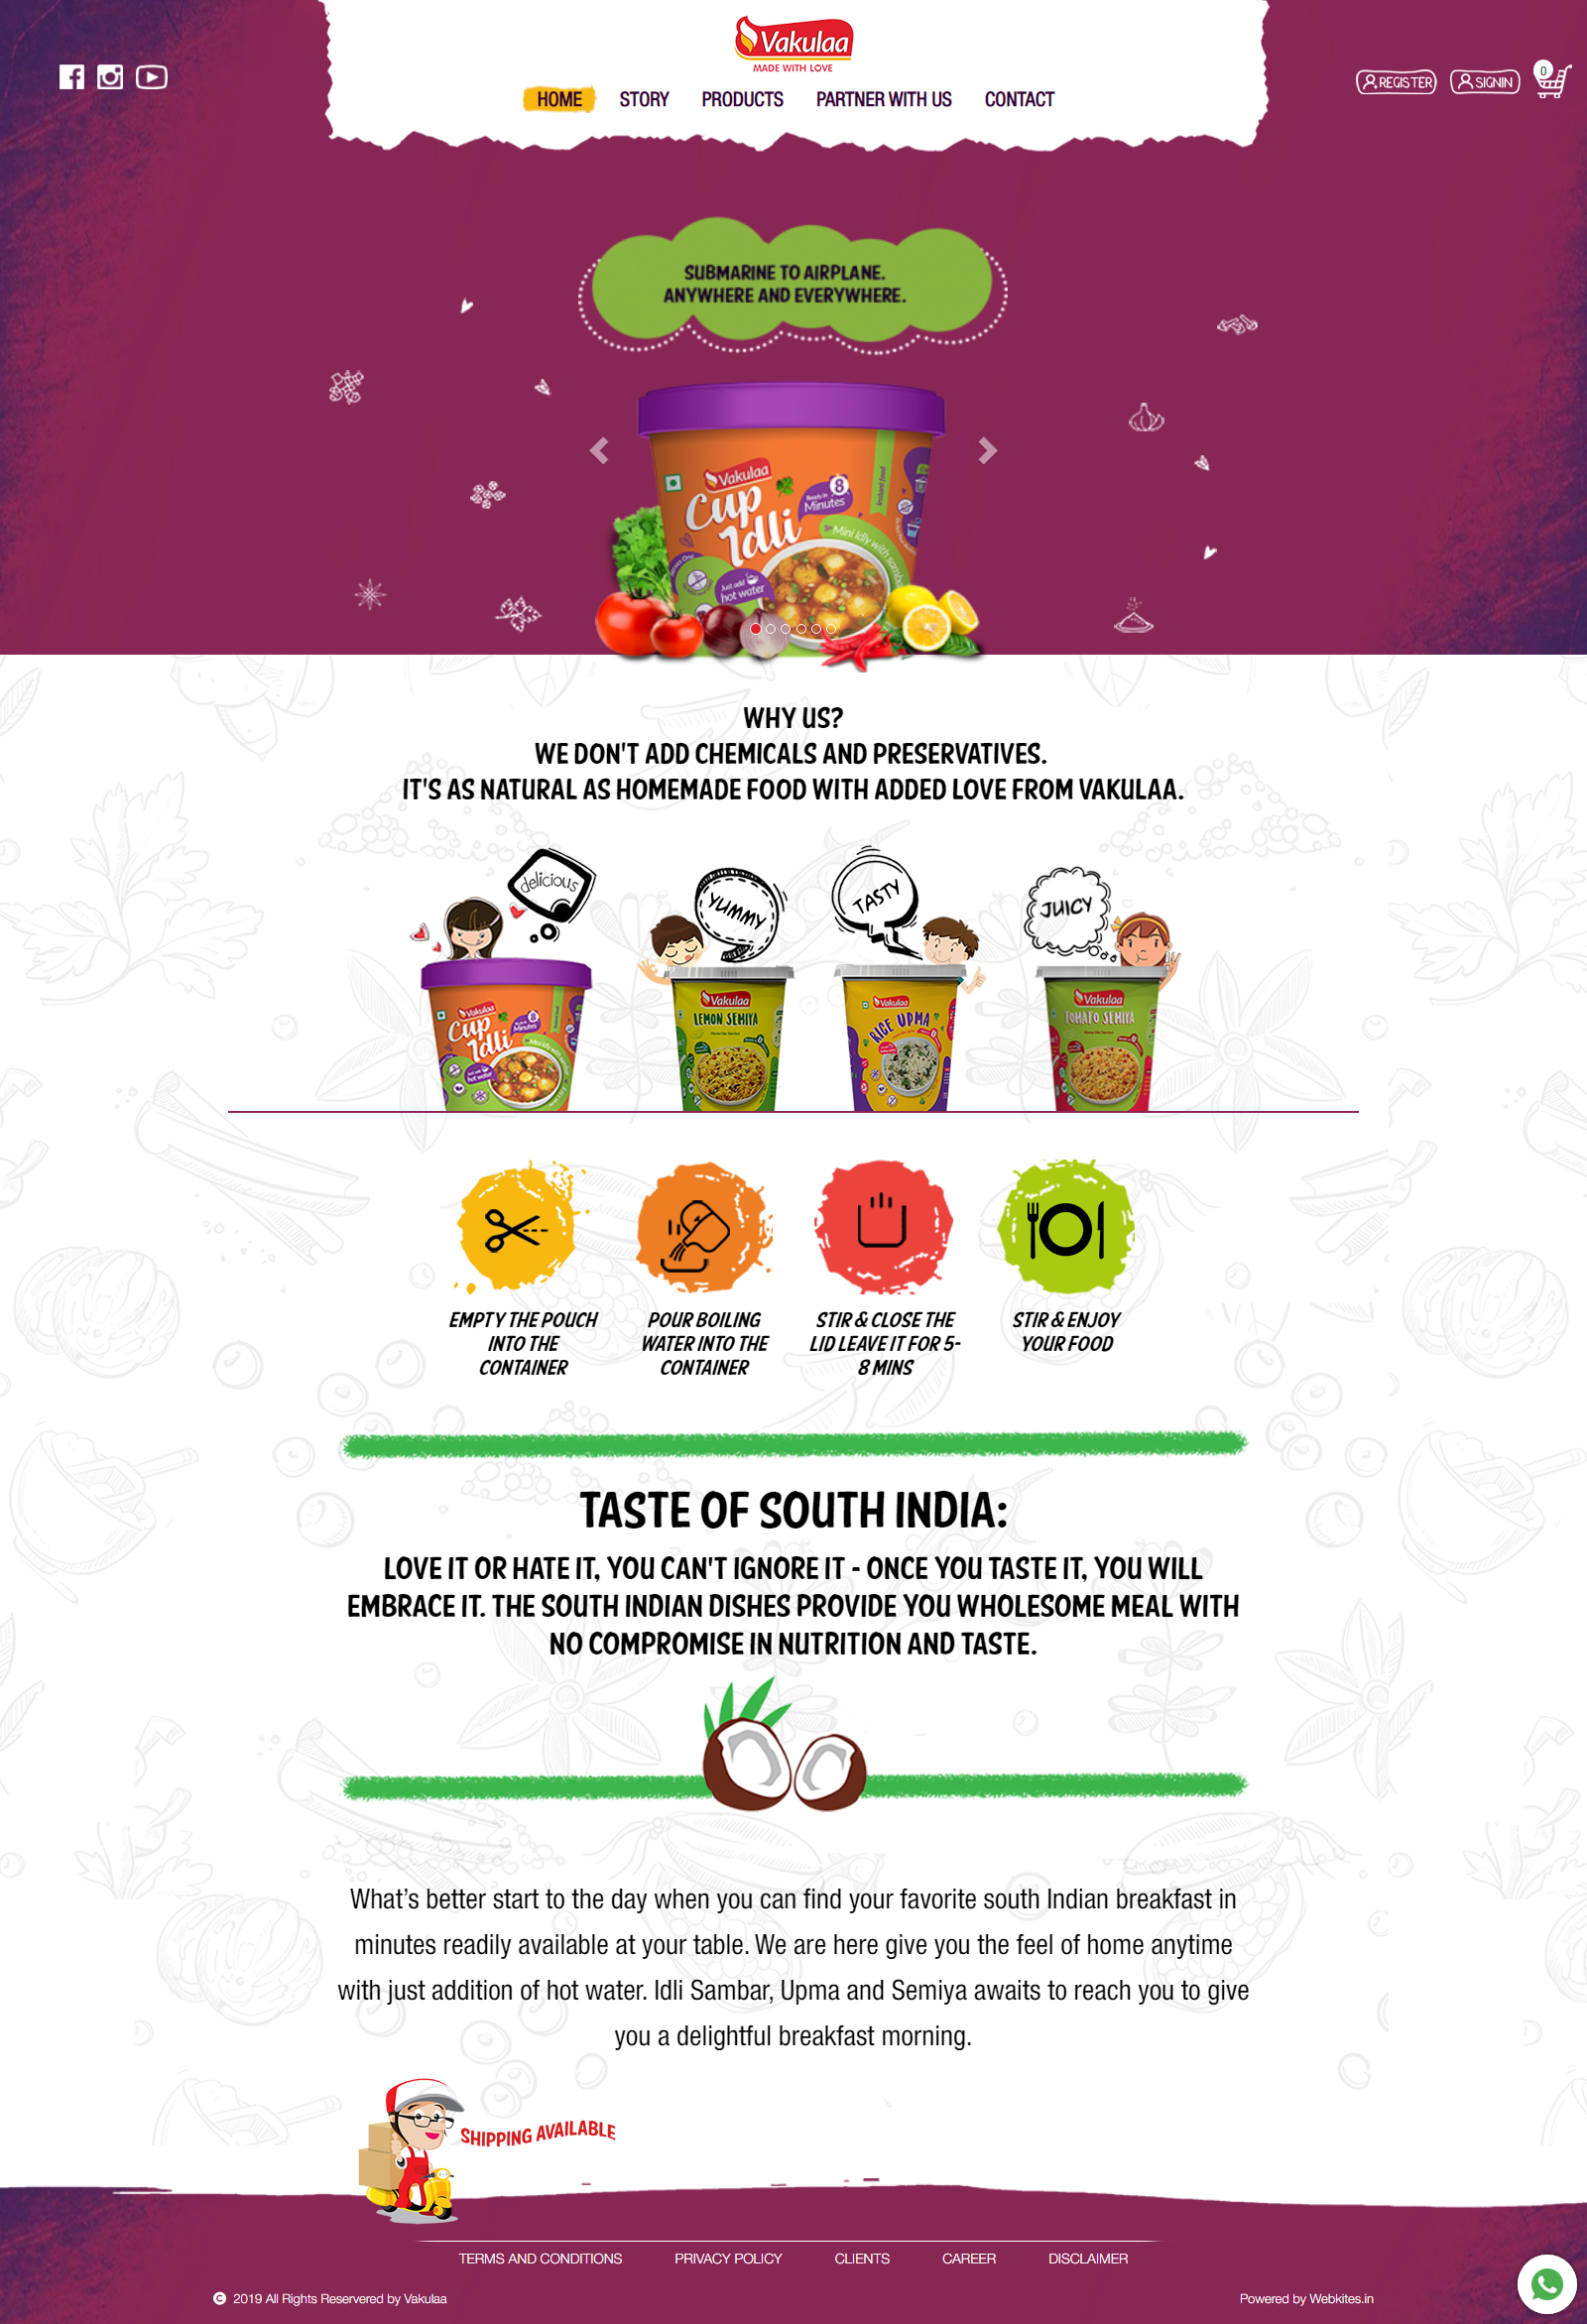 Vakulaa
MADE WITH LOVE
REGISTER
SIGNIN
0
HOME
STORY
PRODUCTS
PARTNER WITH US
CONTACT
SUBMARINE TO AIRPLANE.
ANYWHERE AND EVERYWHERE.
Vakulaa
Cup
Idli
Ready in
8
Minutes
Instant food
Mini Idly with sambar
Just add
hot water
WHY US?
WE DON'T ADD CHEMICALS AND PRESERVATIVES.
IT'S AS NATURAL AS HOMEMADE FOOD WITH ADDED LOVE FROM VAKULAA.
delicious
YUMMY
TASTY
JUICY
Vakulaa
Cup
Idli
8
Minutes
hot water
Vakulaa
LEMON SEMIYA
Vakulaa
RICE UPMA
Vakulaa
TOMATO SEMIYA
EMPTY THE POUCH
INTO THE
CONTAINER
POUR BOILING
WATER INTO THE
CONTAINER
STIR & CLOSE THE
LID LEAVE IT FOR 5-
8 MINS
STIR & ENJOY
YOUR FOOD
TASTE OF SOUTH INDIA:
LOVE IT OR HATE IT, YOU CAN'T IGNORE IT - ONCE YOU TASTE IT, YOU WILL
EMBRACE IT. THE SOUTH INDIAN DISHES PROVIDE YOU WHOLESOME MEAL WITH
NO COMPROMISE IN NUTRITION AND TASTE.
What’s better start to the day when you can find your favorite south Indian breakfast in
minutes readily available at your table. We are here give you the feel of home anytime
with just addition of hot water. Idli Sambar, Upma and Semiya awaits to reach you to give
you a delightful breakfast morning.
SHIPPING AVAILABLE
TERMS AND CONDITIONS
PRIVACY POLICY
CLIENTS
CAREER
DISCLAIMER
© 2019 All Rights Reservered by Vakulaa
Powered by Webkites.in